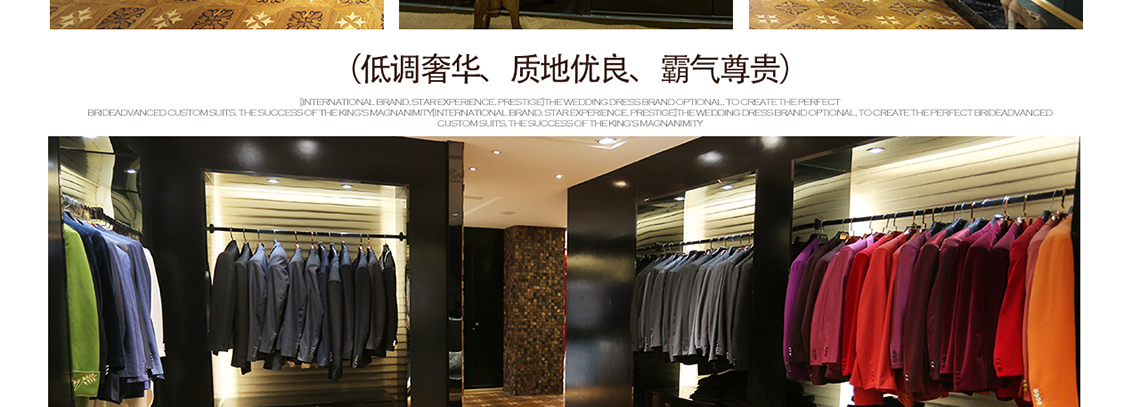 （低调奢华、质地优良、霸气尊贵）
[INTERNATIONAL BRAND, STAR EXPERIENCE, PRESTIGE]THE WEDDING DRESS BRAND OPTIONAL, TO CREATE THE PERFECT
BRIDEADVANCED CUSTOM SUITS, THE SUCCESS OF THE KING'S MAGNANIMITY[INTERNATIONAL BRAND, STAR EXPERIENCE, PRESTIGE]THE WEDDING DRESS BRAND OPTIONAL, TO CREATE THE PERFECT BRIDEADVANCED
CUSTOM SUITS, THE SUCCESS OF THE KING'S MAGNANIMITY